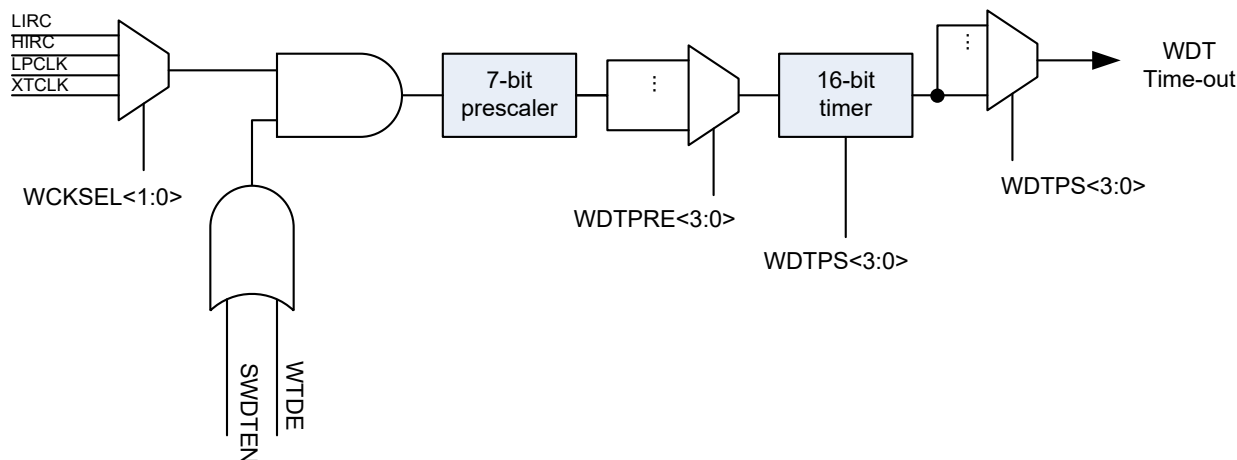 LIRC
HIRC
LPCLK
XTCLK
WCKSEL<1:0>
SWDTEN
WTDE
7-bit
prescaler
⋮
WDTPRE<3:0>
16-bit
timer
WDTPS<3:0>
⋮
WDTPS<3:0>
WDT
Time-out